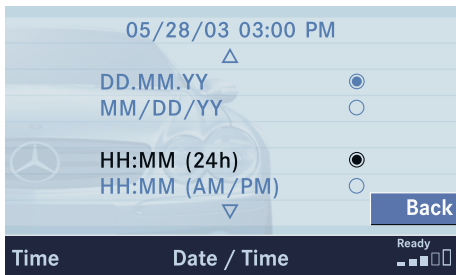 05/28/03 03:00 PM
DD.MM.YY
MM/DD/YY
HH:MM (24h)
HH:MM (AM/PM)
Back
Time Date / Time Ready